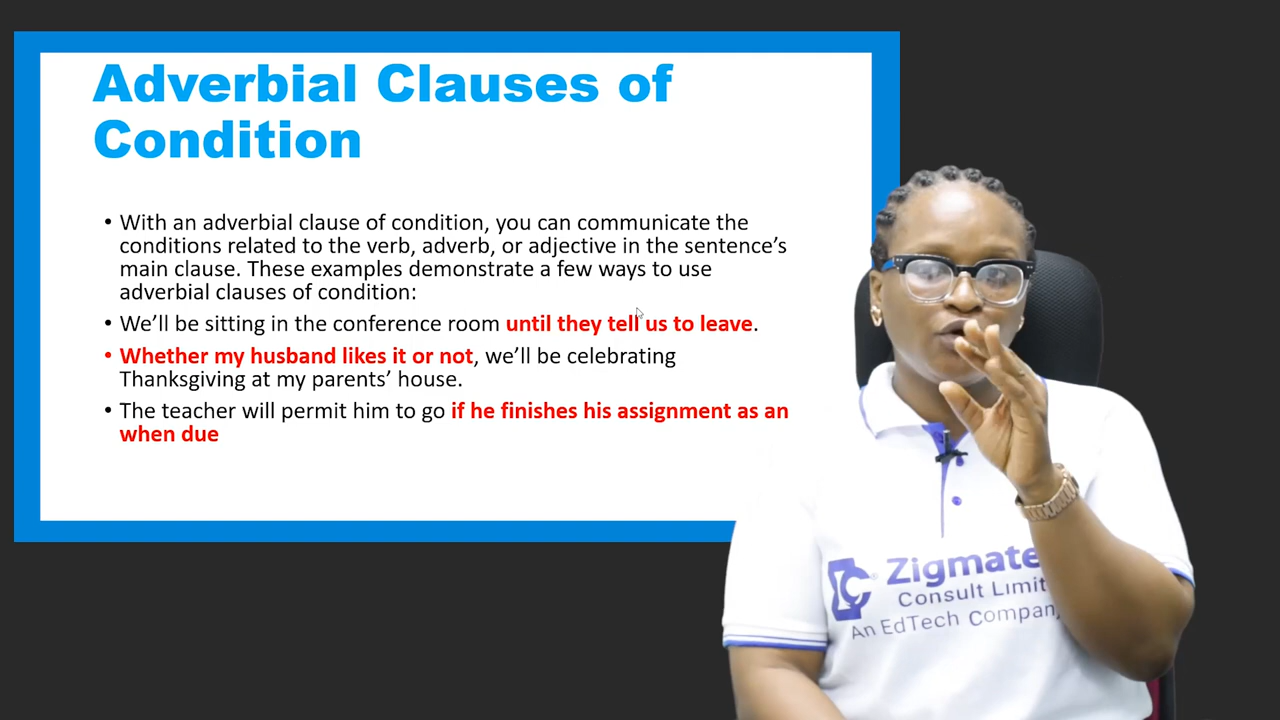 Adverbial Clauses of
Condition
• With an adverbial clause of condition, you can communicate the
conditions related to the verb, adverb, or adjective in the sentence’s
main clause. These examples demonstrate a few ways to use
adverbial clauses of condition:
• We’ll be sitting in the conference room until they tell us to leave.
• Whether my husband likes it or not, we’ll be celebrating
Thanksgiving at my parents’ house.
• The teacher will permit him to go if he finishes his assignment as an
when due
Zigmate
Consult Limit
An EdTech Company